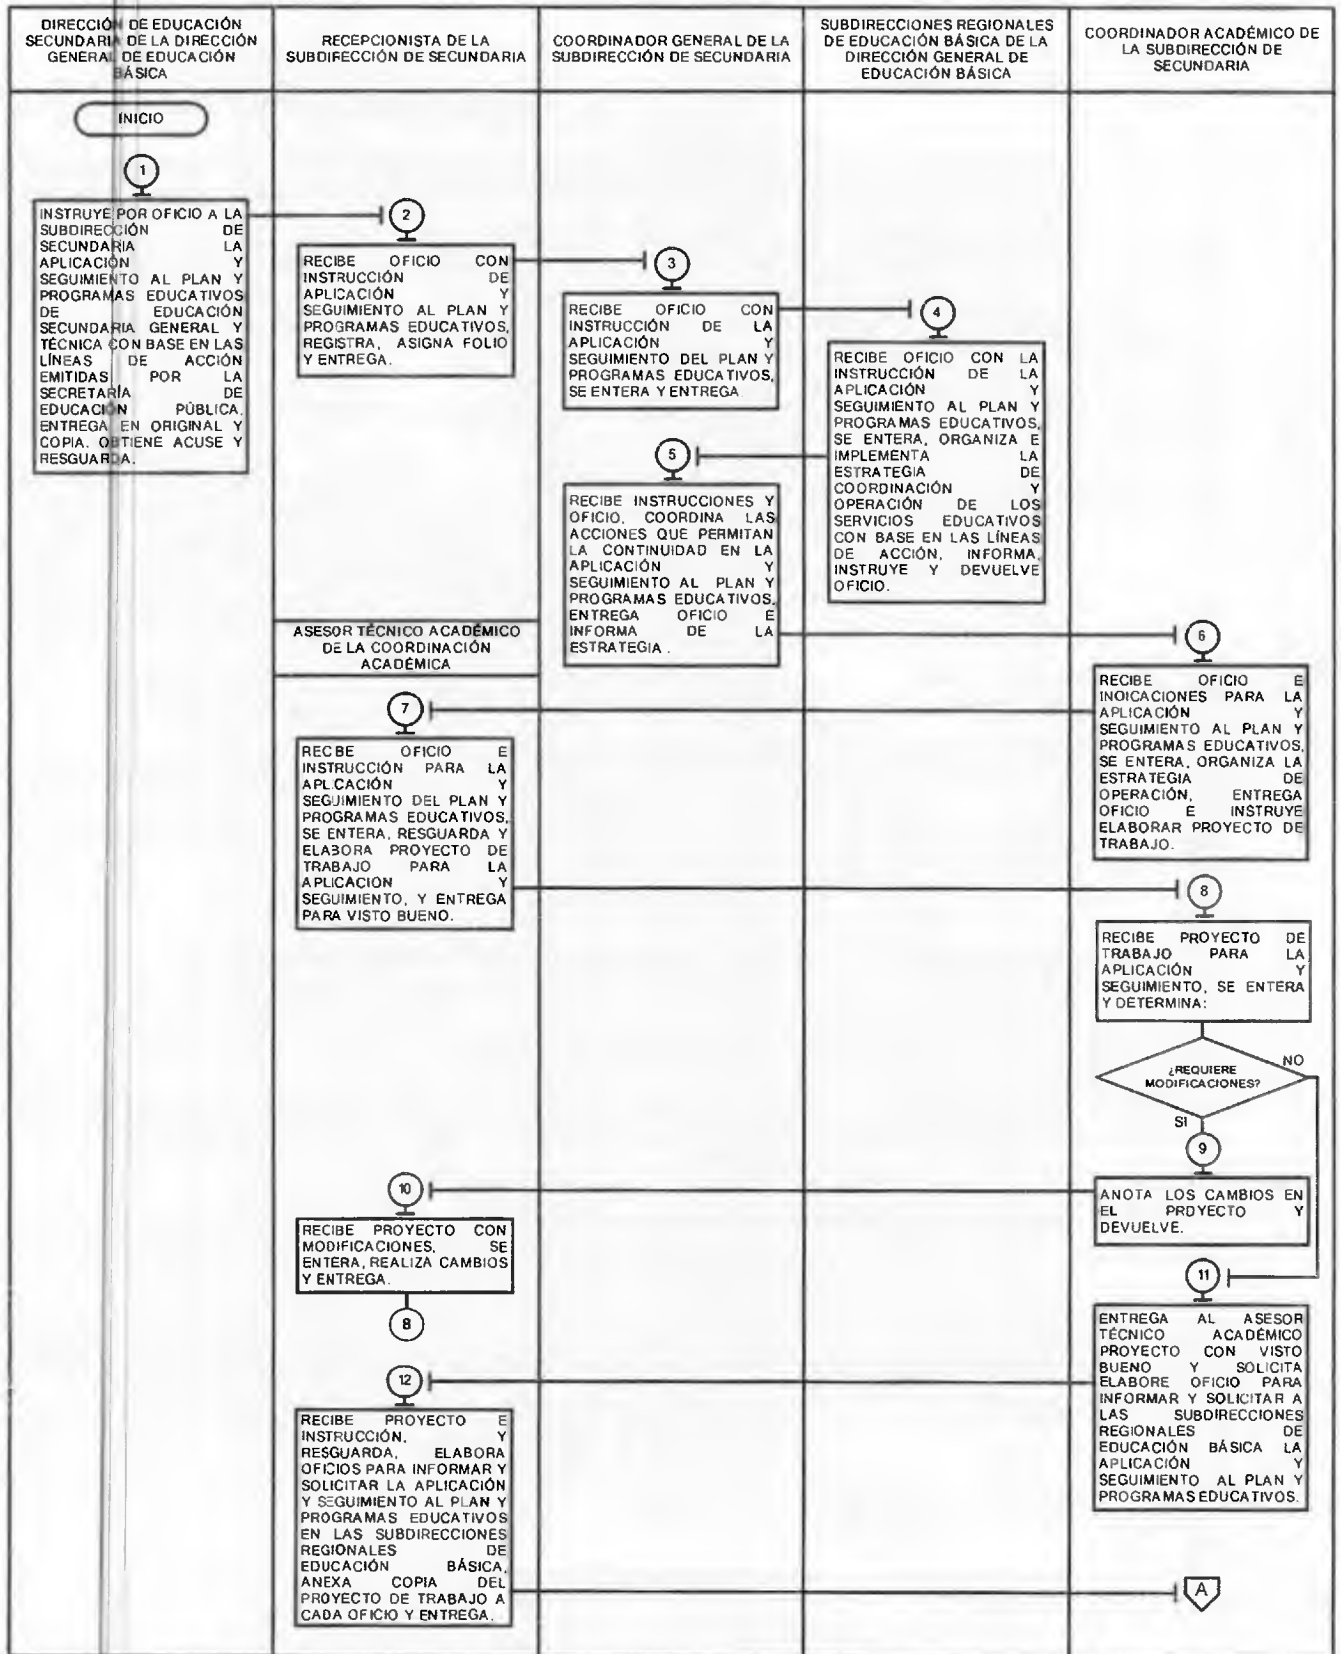 DIRECCIÓN DE EDUCACIÓN
SECUNDARIA DE LA DIRECCIÓN
GENERAL DE EDUCACIÓN
BÁSICA
RECEPCIONISTA DE LA
SUBDIRECCIÓN DE SECUNDARIA
COORDINADOR GENERAL DE LA
SUBDIRECCIÓN DE SECUNDARIA
SUBDIRECCIONES REGIONALES
DE EDUCACIÓN BÁSICA DE LA
DIRECCIÓN GENERAL DE
EDUCACIÓN BÁSICA
COORDINADOR ACADÉMICO DE
LA SUBDIRECCIÓN DE
SECUNDARIA
INICIO
1
INSTRUYE POR OFICIO A LA
SUBDIRECCIÓN DE
SECUNDARIA LA
APLICACIÓN Y
SEGUIMIENTO AL PLAN Y
PROGRAMAS EDUCATIVOS
DE EDUCACIÓN
SECUNDARIA GENERAL Y
TÉCNICA CON BASE EN LAS
LÍNEAS DE ACCIÓN
EMITIDAS POR LA
SECRETARÍA DE
EDUCACIÓN PÚBLICA,
ENTREGA EN ORIGINAL Y
COPIA. OBTIENE ACUSE Y
RESGUARDA.
2
RECIBE OFICIO CON
INSTRUCCIÓN DE
APLICACIÓN Y
SEGUIMIENTO AL PLAN Y
PROGRAMAS EDUCATIVOS,
REGISTRA, ASIGNA FOLIO
Y ENTREGA.
3
RECIBE OFICIO CON
INSTRUCCIÓN DE LA
APLICACIÓN Y
SEGUIMIENTO DEL PLAN Y
PROGRAMAS EDUCATIVOS,
SE ENTERA Y ENTREGA
4
RECIBE OFICIO CON LA
INSTRUCCIÓN DE LA
APLICACIÓN Y
SEGUIMIENTO AL PLAN Y
PROGRAMAS EDUCATIVOS,
SE ENTERA, ORGANIZA E
IMPLEMENTA LA
ESTRATEGIA DE
COORDINACIÓN Y
OPERACIÓN DE LOS
SERVICIOS EDUCATIVOS
CON BASE EN LAS LÍNEAS
DE ACCIÓN, INFORMA,
INSTRUYE Y DEVUELVE
OFICIO.
5
RECIBE INSTRUCCIONES Y
OFICIO, COORDINA LAS
ACCIONES QUE PERMITAN
LA CONTINUIDAD EN LA
APLICACIÓN Y
SEGUIMIENTO AL PLAN Y
PROGRAMAS EDUCATIVOS,
ENTREGA OFICIO E
INFORMA DE LA
ESTRATEGIA .
6
RECIBE OFICIO E
INDICACIONES PARA LA
APLICACIÓN Y
SEGUIMIENTO AL PLAN Y
PROGRAMAS EDUCATIVOS,
SE ENTERA, ORGANIZA LA
ESTRATEGIA DE
OPERACIÓN, ENTREGA
OFICIO E INSTRUYE
ELABORAR PROYECTO DE
TRABAJO.
ASESOR TÉCNICO ACADÉMICO
DE LA COORDINACIÓN
ACADÉMICA
7
RECIBE OFICIO E
INSTRUCCIÓN PARA LA
APLICACIÓN Y
SEGUIMIENTO DEL PLAN Y
PROGRAMAS EDUCATIVOS,
SE ENTERA, RESGUARDA Y
ELABORA PROYECTO DE
TRABAJO PARA LA
APLICACIÓN Y
SEGUIMIENTO, Y ENTREGA
PARA VISTO BUENO.
8
RECIBE PROYECTO DE
TRABAJO PARA LA
APLICACIÓN Y
SEGUIMIENTO, SE ENTERA
Y DETERMINA:
¿REQUIERE
MODIFICACIONES?
NO
SI
9
ANOTA LOS CAMBIOS EN
EL PROYECTO Y
DEVUELVE.
10
RECIBE PROYECTO CON
MODIFICACIONES, SE
ENTERA, REALIZA CAMBIOS
Y ENTREGA.
8
11
ENTREGA AL ASESOR
TÉCNICO ACADÉMICO
PROYECTO CON VISTO
BUENO Y SOLICITA
ELABORE OFICIO PARA
INFORMAR Y SOLICITAR A
LAS SUBDIRECCIONES
REGIONALES DE
EDUCACIÓN BÁSICA LA
APLICACIÓN Y
SEGUIMIENTO AL PLAN Y
PROGRAMAS EDUCATIVOS.
12
RECIBE PROYECTO E
INSTRUCCIÓN, Y
RESGUARDA, ELABORA
OFICIOS PARA INFORMAR Y
SOLICITAR LA APLICACIÓN
Y SEGUIMIENTO AL PLAN Y
PROGRAMAS EDUCATIVOS
EN LAS SUBDIRECCIONES
REGIONALES DE
EDUCACIÓN BÁSICA,
ANEXA COPIA DEL
PROYECTO DE TRABAJO A
CADA OFICIO Y ENTREGA.
A